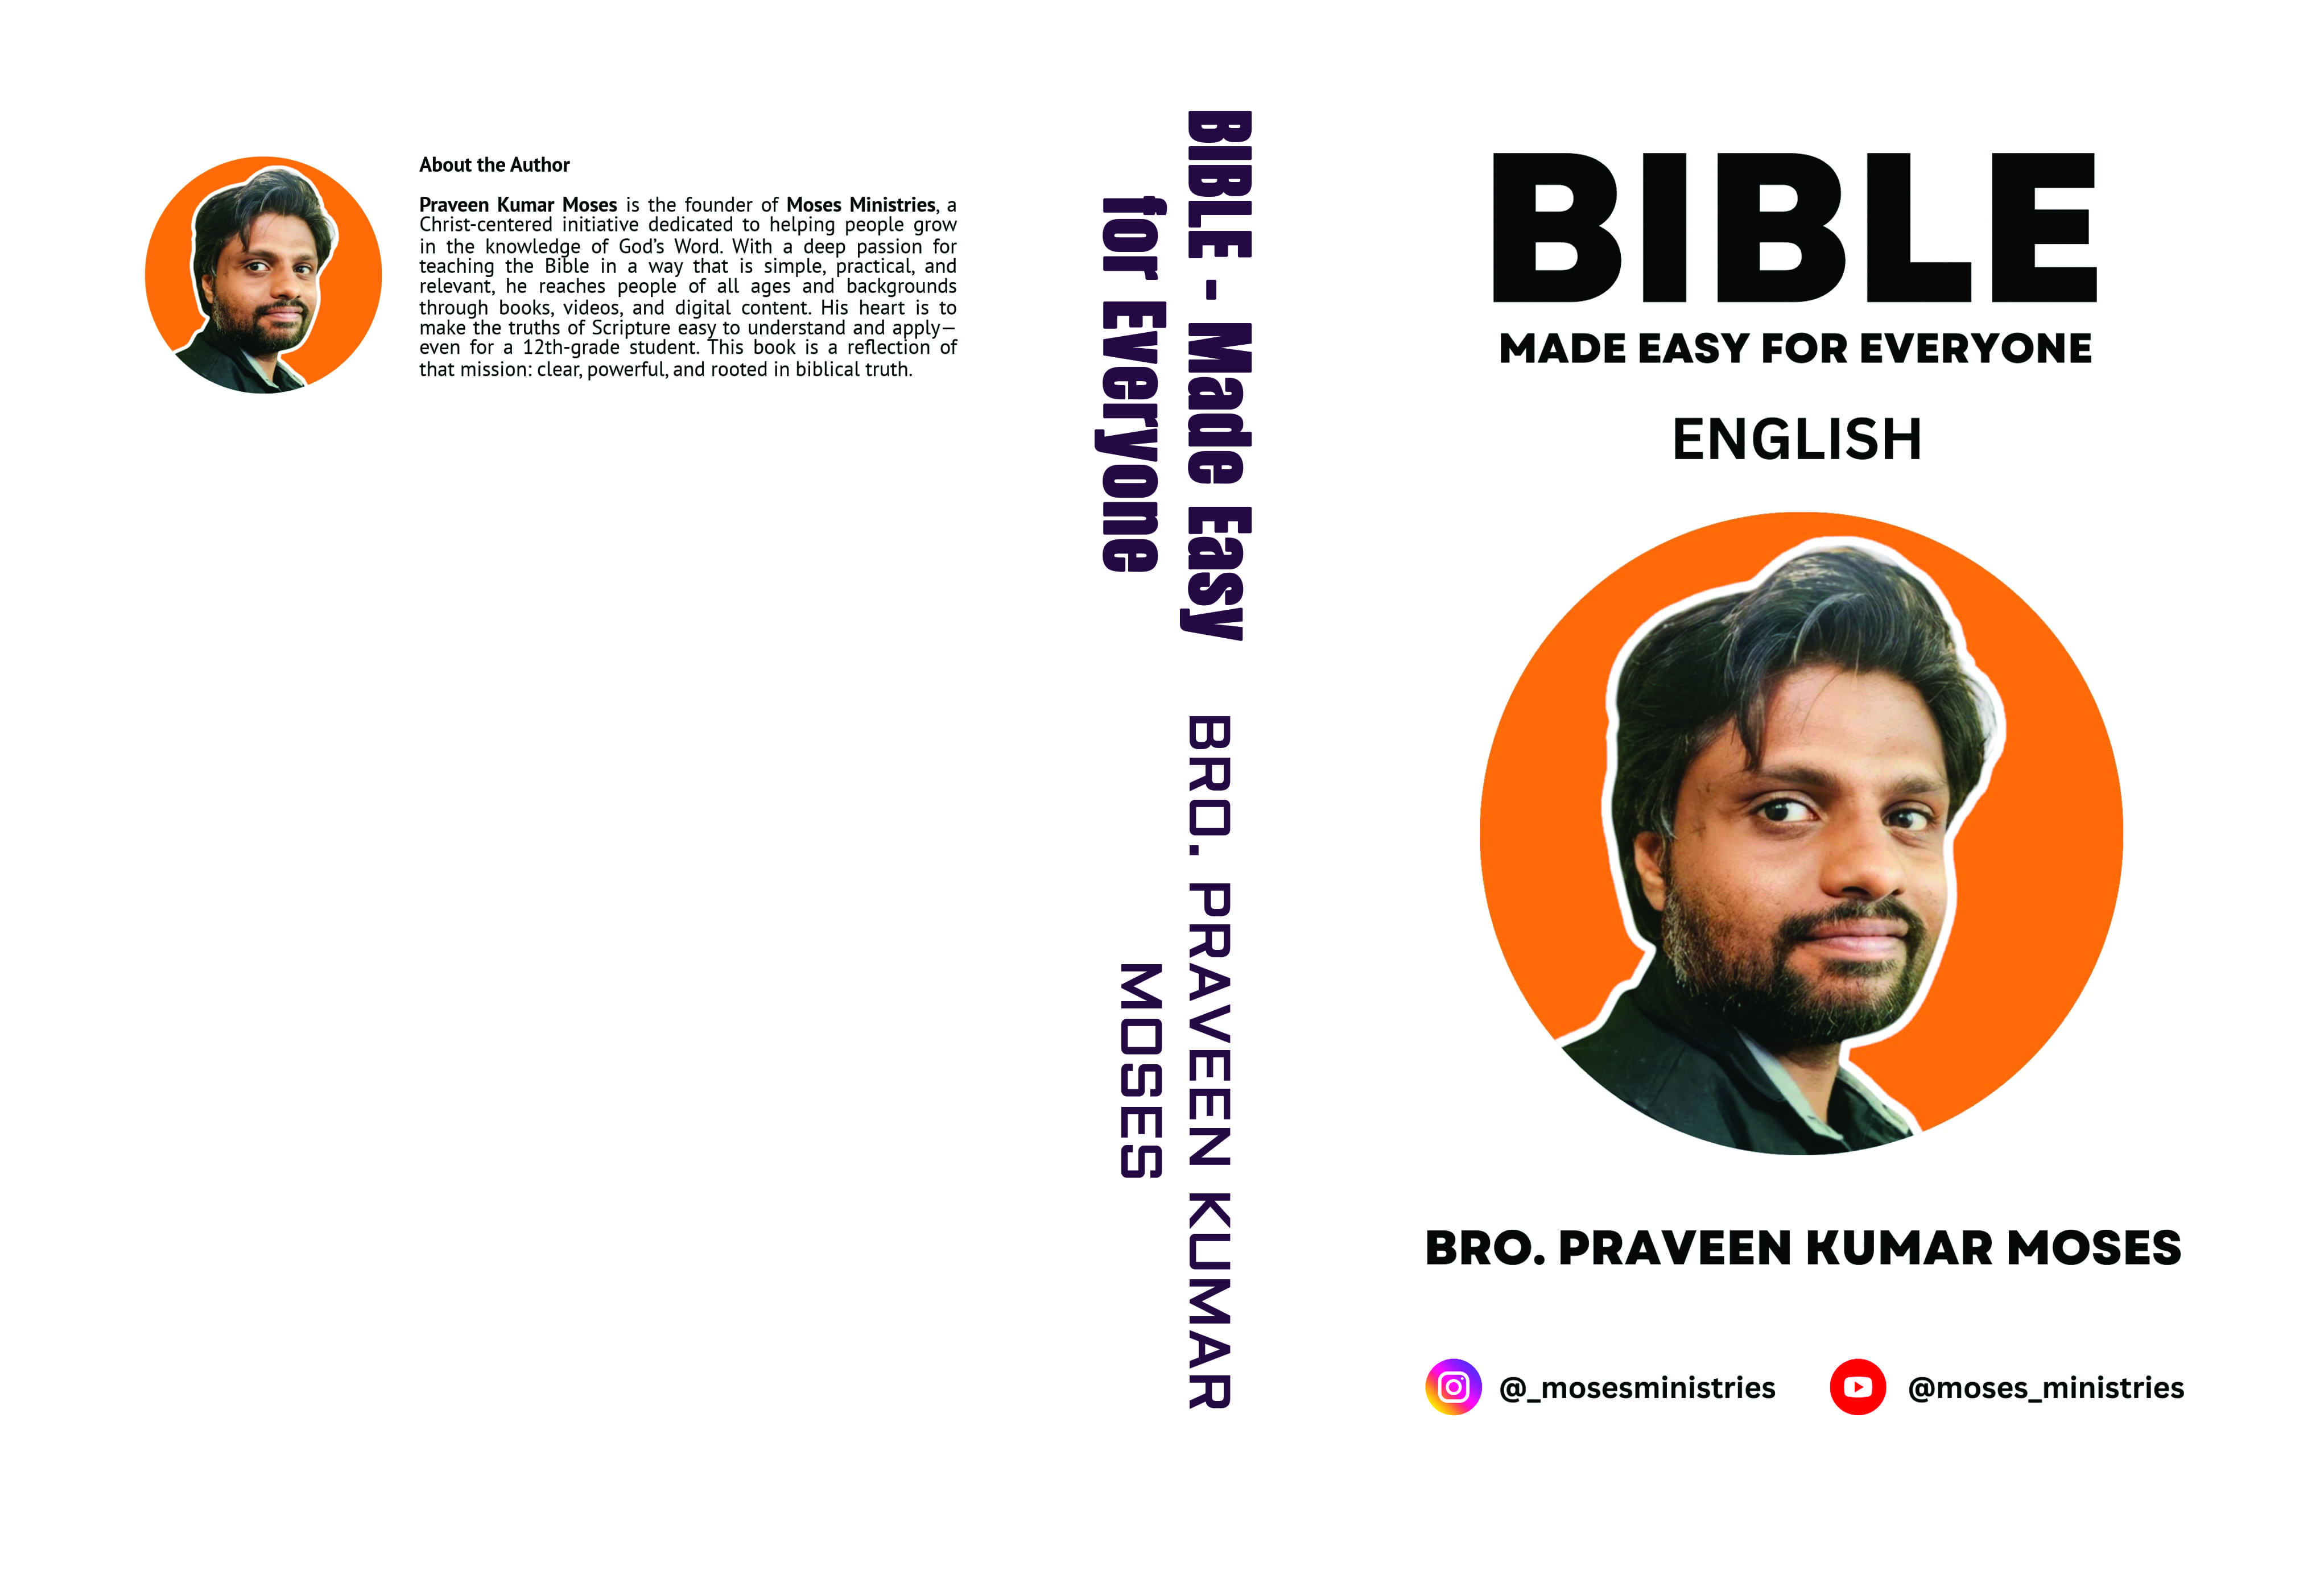 About the Author
Praveen Kumar Moses is the founder of Moses Ministries, a
Christ-centered initiative dedicated to helping people grow
in the knowledge of God’s Word. With a deep passion for
teaching the Bible in a way that is simple, practical, and
relevant, he reaches people of all ages and backgrounds
through books, videos, and digital content. His heart is to
make the truths of Scripture easy to understand and apply—
even for a 12th-grade student. This book is a reflection of
that mission: clear, powerful, and rooted in biblical truth.
BIBLE - Made Easy
for Everyone
BRO. PRAVEEN KUMAR
MOSES
BIBLE
MADE EASY FOR EVERYONE
ENGLISH
BRO. PRAVEEN KUMAR MOSES
@_mosesministries
@moses_ministries